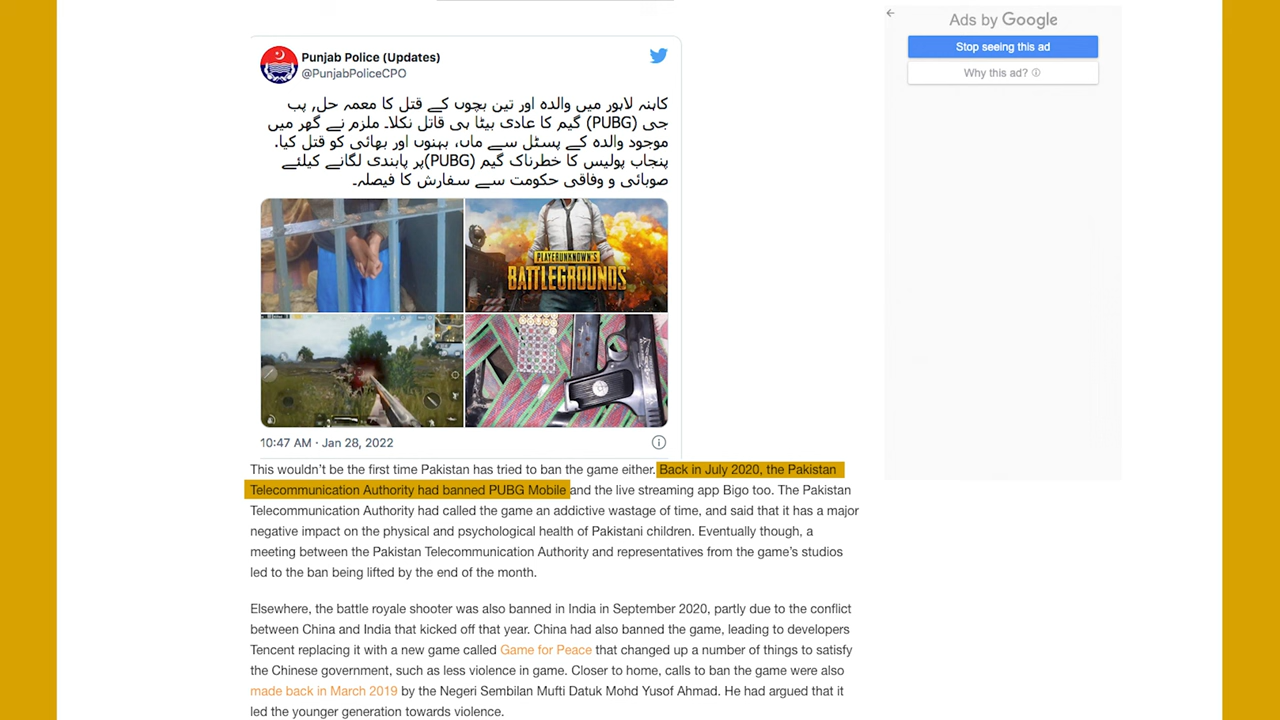 Punjab Police (Updates)
@PunjabPoliceCPO
کاہنہ لاہور میں والدہ اور تین بچوں کے قتل کا معمہ حل, پب
جی (PUBG) گیم کا عادی بیٹا ہی قاتل نکلا۔ ملزم نے گھر میں
موجود والدہ کے پسٹل سے ماں، بہنوں اور بھائی کو قتل کیا.
پنجاب پولیس کا خطرناک گیم (PUBG)پر پابندی لگانے کیلئے
صوبائی و وفاقی حکومت سے سفارش کا فیصلہ۔
PLAYERUNKNOWN'S
BATTLEGROUNDS
10:47 AM · Jan 28, 2022
This wouldn't be the first time Pakistan has tried to ban the game either. Back in July 2020, the Pakistan
Telecommunication Authority had banned PUBG Mobile and the live streaming app Bigo too. The Pakistan
Telecommunication Authority had called the game an addictive wastage of time, and said that it has a major
negative impact on the physical and psychological health of Pakistani children. Eventually though, a
meeting between the Pakistan Telecommunication Authority and representatives from the game's studios
led to the ban being lifted by the end of the month.
Elsewhere, the battle royale shooter was also banned in India in September 2020, partly due to the conflict
between China and India that kicked off that year. China had also banned the game, leading to developers
Tencent replacing it with a new game called Game for Peace that changed up a number of things to satisfy
the Chinese government, such as less violence in game. Closer to home, calls to ban the game were also
made back in March 2019 by the Negeri Sembilan Mufti Datuk Mohd Yusof Ahmad. He had argued that it
led the younger generation towards violence.
Ads by Google
Stop seeing this ad
Why this ad?